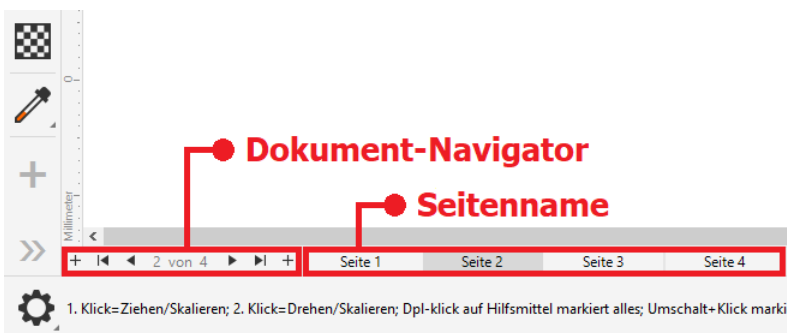 0
Dokument-Navigator
Seitenname
Millimeter
2 von 4
Seite 1
Seite 2
Seite 3
Seite 4
1. Klick=Ziehen/Skalieren; 2. Klick=Drehen/Skalieren; Dpl-klick auf Hilfsmittel markiert alles; Umschalt+Klick marki